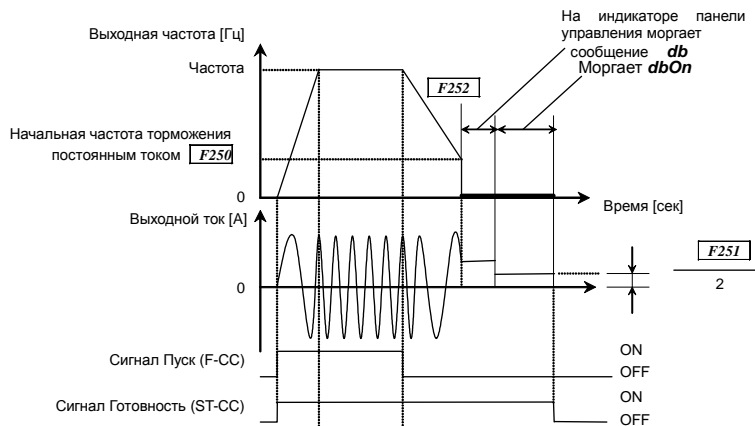 На индикаторе панели
управления моргает
сообщение db
Моргает dbOn
Выходная частота [Гц]
Частота
F252
Начальная частота торможения
постоянным током F250
0
Время [сек]
Выходной ток [А]
F251
2
0
Сигнал Пуск (F-CC)
ON
OFF
Сигнал Готовность (ST-CC)
ON
OFF